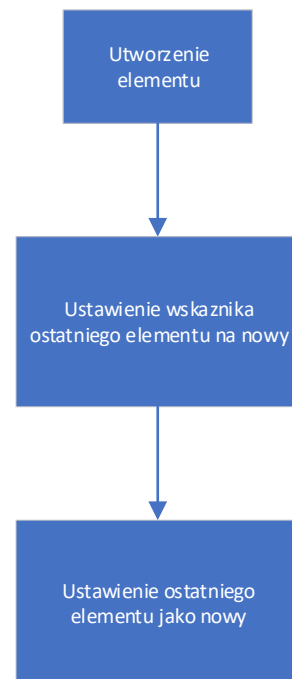 Utworzenie
elementu
Ustawienie wskaznika
ostatniego elementu na nowy
Ustawienie ostatniego
elementu jako nowy